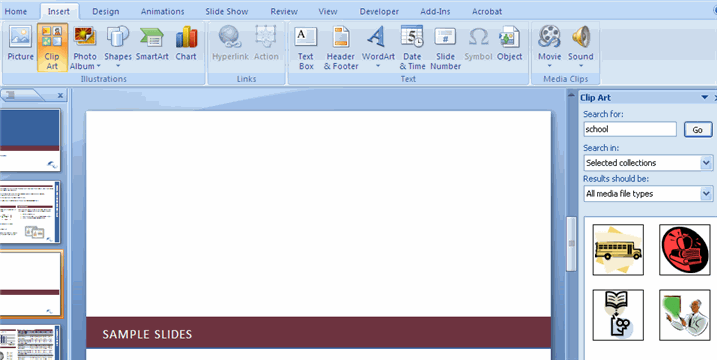 Home Insert Design Animations Slide Show Review View Developer Add-Ins Acrobat
Picture Clip Art Photo Album Shapes SmartArt Chart Hyperlink Action Text Box Header & Footer WordArt Date & Time Slide Number Symbol Object Movie Sound
Illustrations Links Text Media Clips
Clip Art
Search for:
school Go
Search in:
Selected collections
Results should be:
All media file types
SAMPLE SLIDES